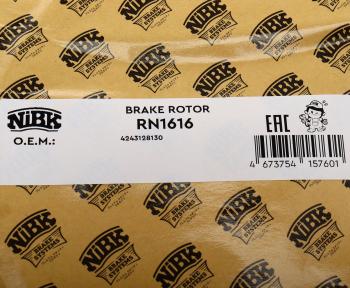 NiBK
BRAKE ROTOR
RN1616
O.E.M.:
4243128130
EAC
4 673754 157601
NiBK
BRAKE
SYSTEMS